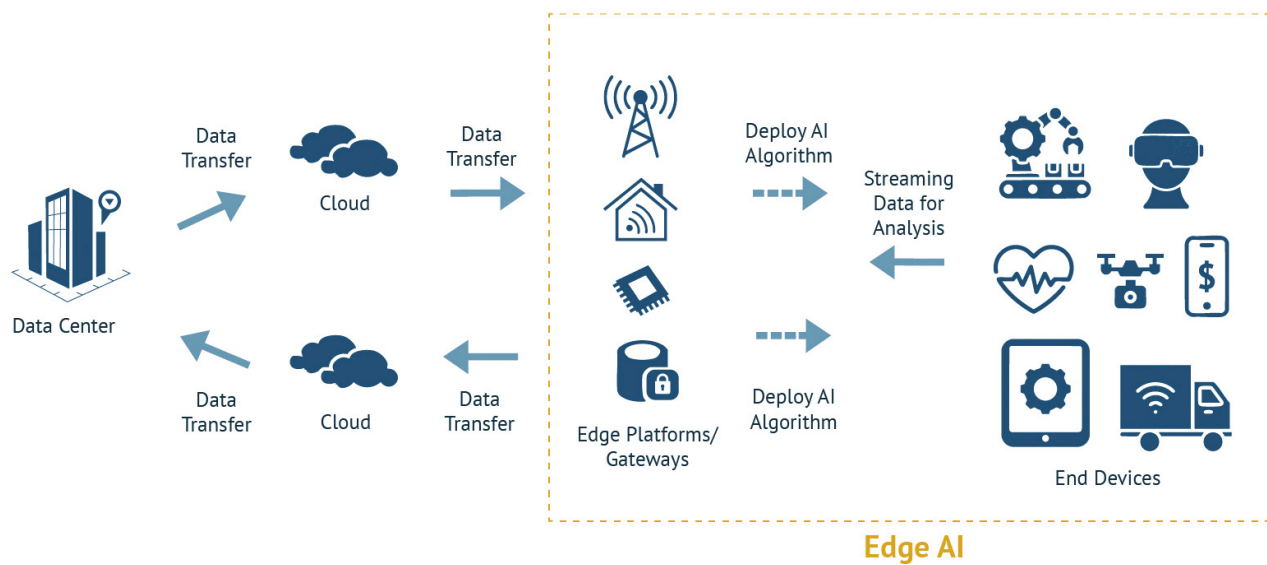 Data
Transfer
Cloud
Data
Transfer
Deploy AI
Algorithm
Streaming
Data for
Analysis
$
Data Center
Data
Transfer
Cloud
Data
Transfer
Edge Platforms/
Gateways
Deploy AI
Algorithm
End Devices
Edge AI